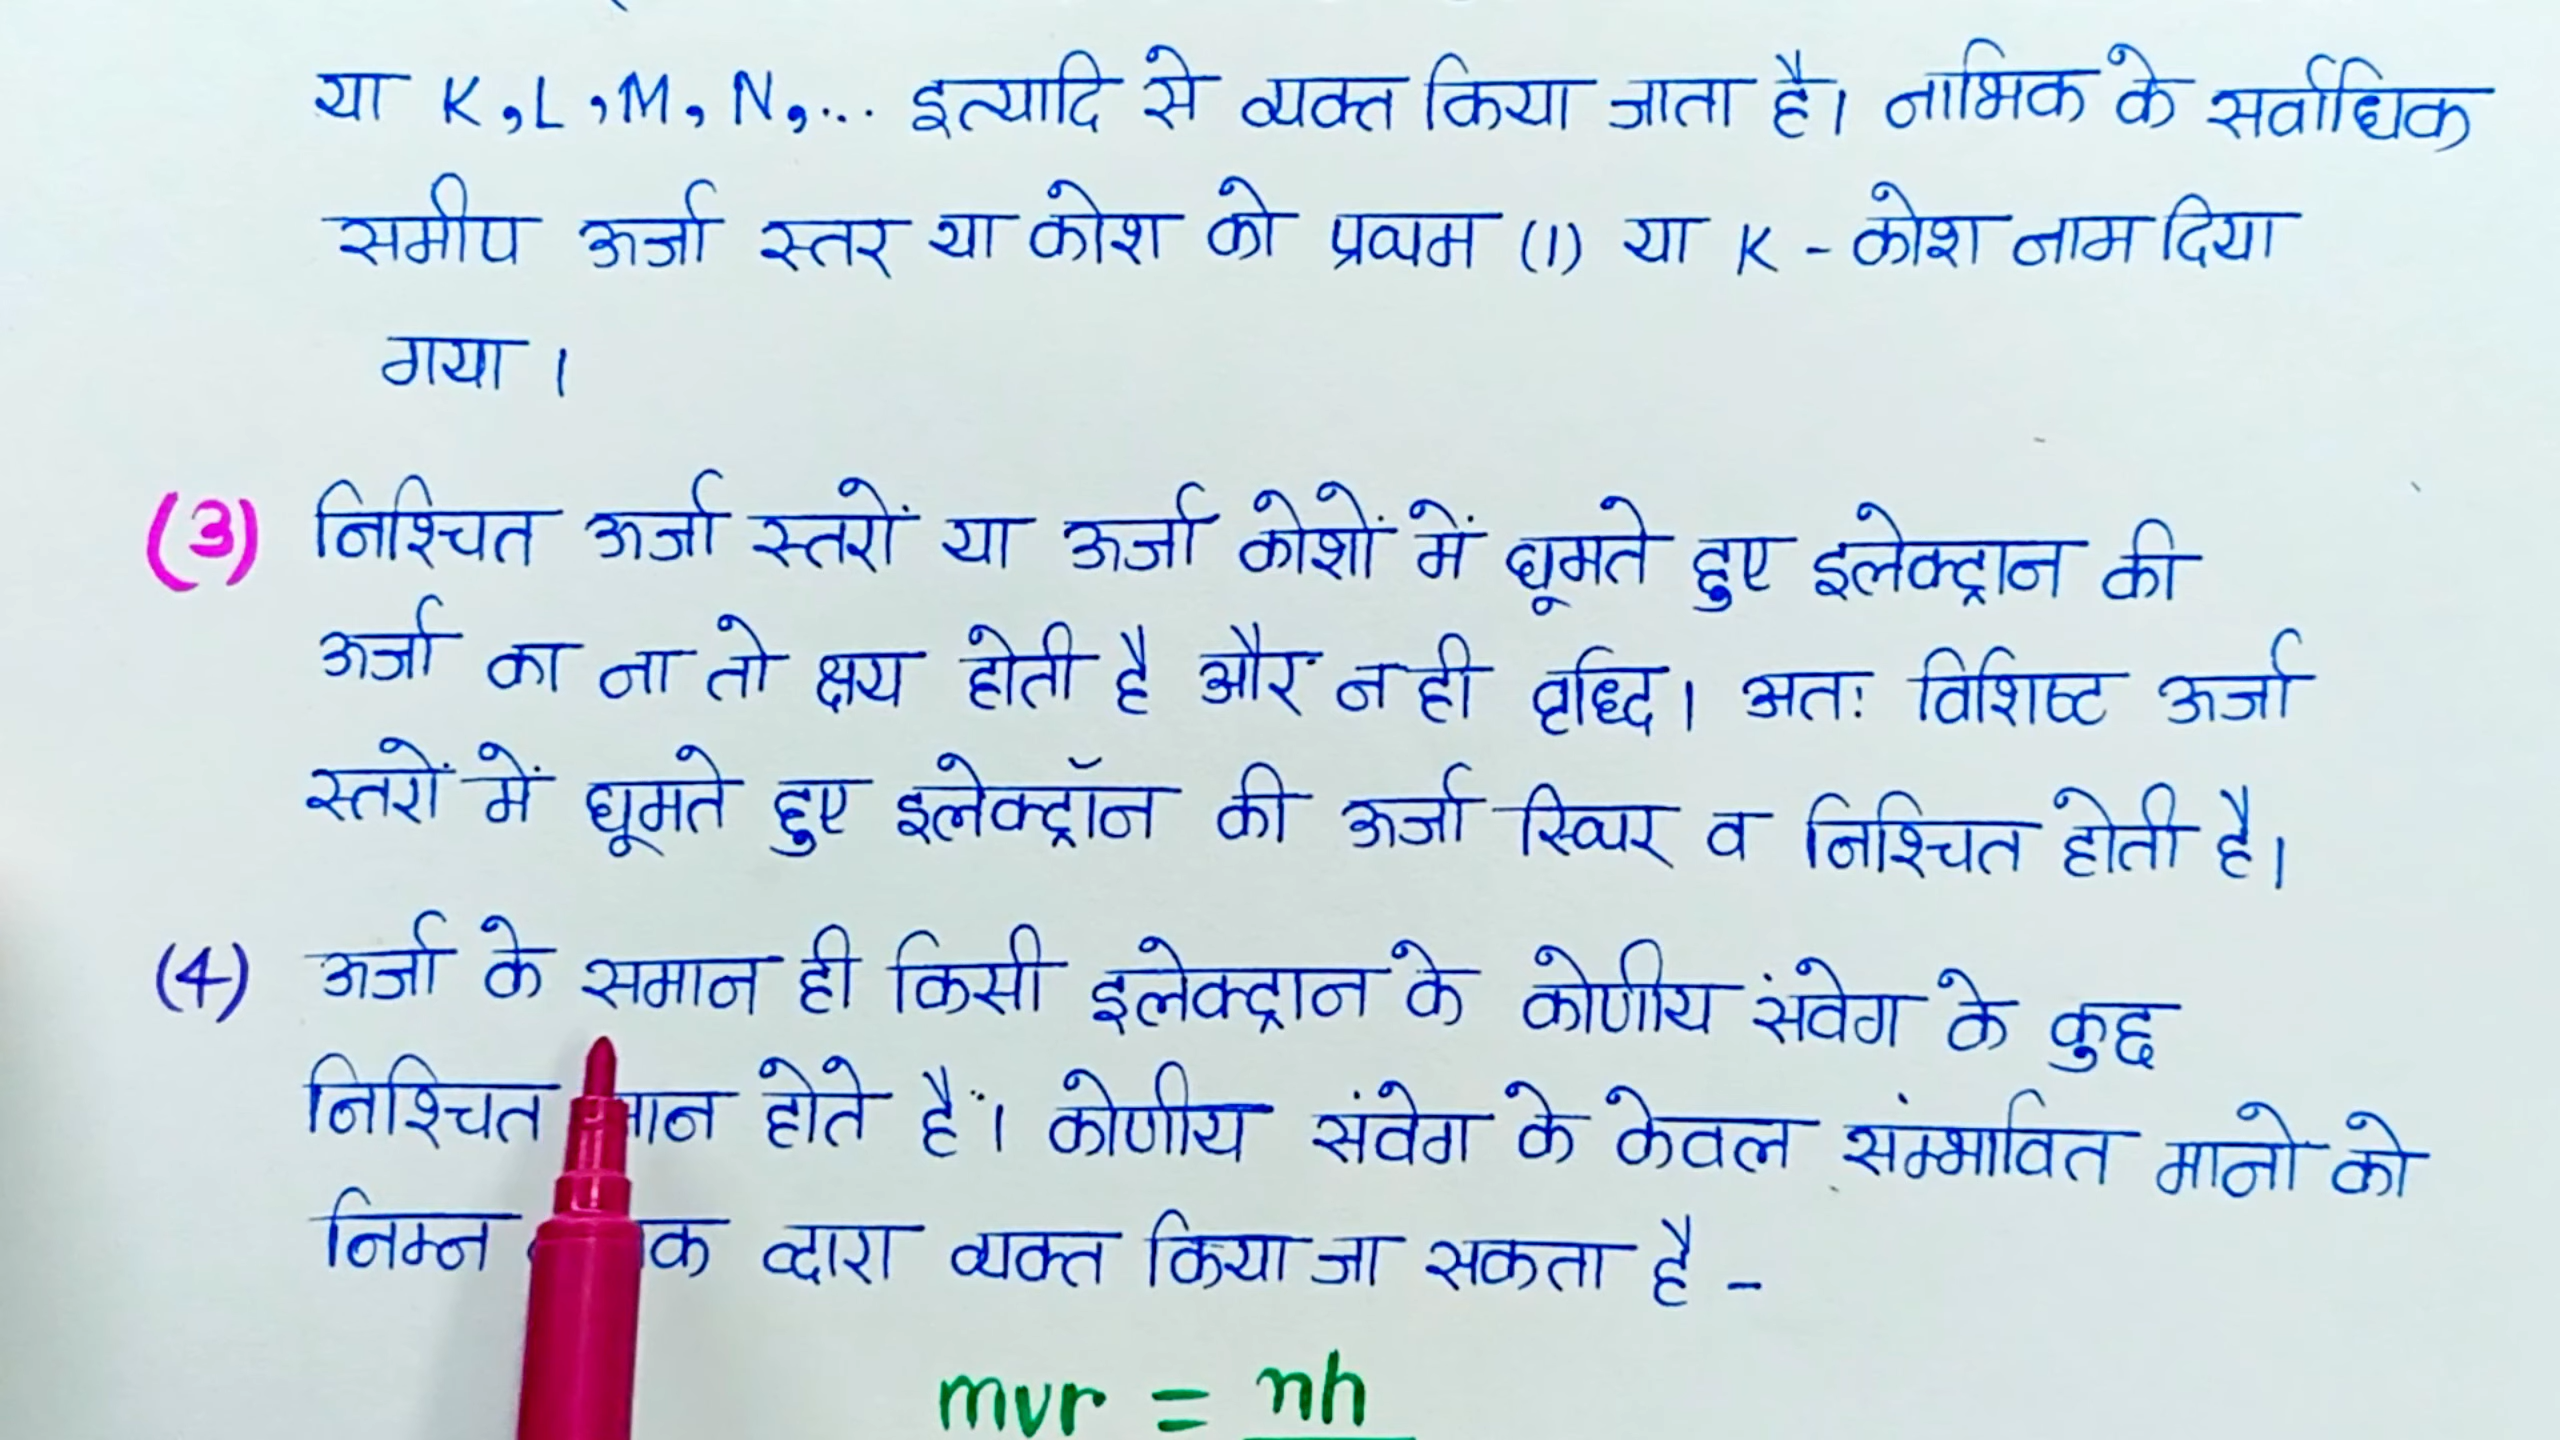 या K, L, M, N, ... इत्यादि से व्यक्त किया जाता है। नाभिक के सर्वाधिक
समीप ऊर्जा स्तर या कोश को प्रथम (1) या K - कोश नाम दिया
गया ।
(3) निश्चित ऊर्जा स्तरों या ऊर्जा कोशों में घूमते हुए इलेक्ट्रान की
ऊर्जा का ना तो क्षय होती है और न ही वृध्दि। अतः विशिष्ट ऊर्जा
स्तरों में घूमते हुए इलेक्ट्रॉन की ऊर्जा स्थिर व निश्चित होती है।
(4) ऊर्जा के समान ही किसी इलेक्ट्रान के कोणीय संवेग के कुछ
निश्चित मान होते हैं। कोणीय संवेग के केवल संम्भावित मानो को
निम्न द्वारा व्यक्त किया जा सकता है -
mvr = nh